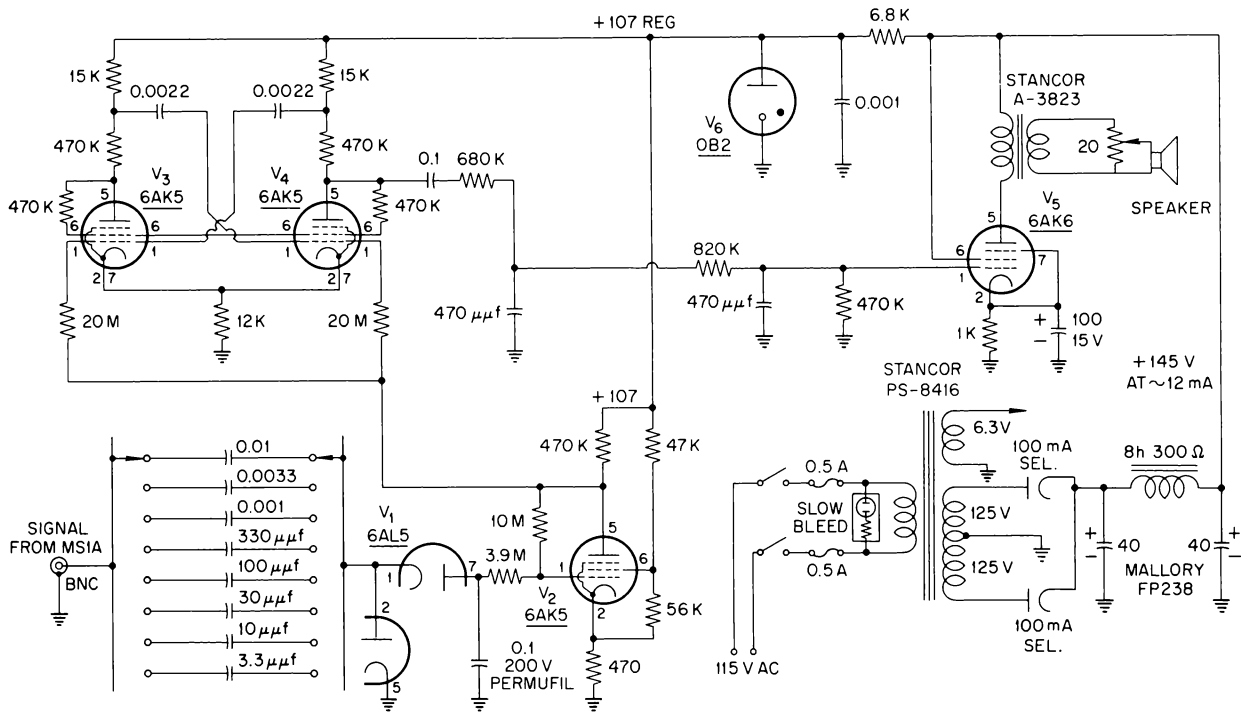 +107 REG
6.8 K
15 K
15 K
0.0022
0.0022
STANCOR
A-3823
0.001
V6
OB2
20
470 K
470 K
V3
6AK5
V4
6AK5
0.1
680 K
470 K
470 K
5
5
6
1
6
1
6
1
6
1
2
7
2
7
SPEAKER
V5
6AK6
5
6
7
1
2
820 K
470 μμf
470 μμf
470 K
20 M
12 K
20 M
1 K
+
−
100
15 V
+145 V
AT ~12 mA
STANCOR
PS-8416
+107
470 K
47 K
6.3 V
100 mA
SEL.
8h 300 Ω
0.01
0.0033
0.001
330 μμf
100 μμf
30 μμf
10 μμf
3.3 μμf
SIGNAL
FROM MS1A
BNC
V1
6AL5
1
7
2
5
3.9 M
10 M
5
1
6
2
V2
6AK5
56 K
470
0.1
200 V
PERMUFIL
0.5 A
SLOW
BLEED
0.5 A
115 V AC
125 V
125 V
+
−
40
40
+
−
MALLORY
FP238
100 mA
SEL.